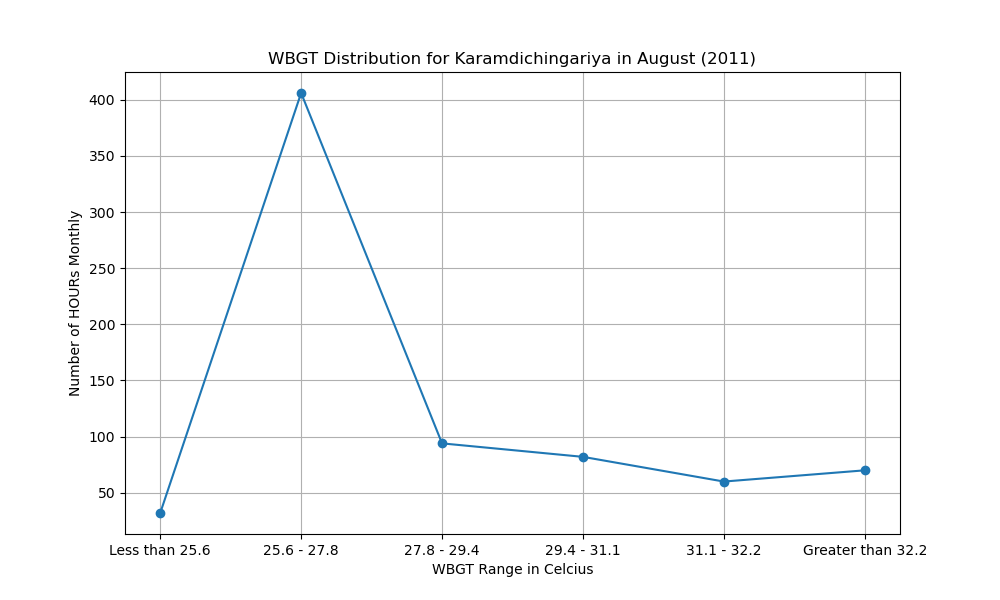 WBGT Distribution for Karamdichingariya in August (2011)
Number of HOURs Monthly
400
350
300
250
200
150
100
50
Less than 25.6
25.6 - 27.8
27.8 - 29.4
29.4 - 31.1
31.1 - 32.2
Greater than 32.2
WBGT Range in Celcius